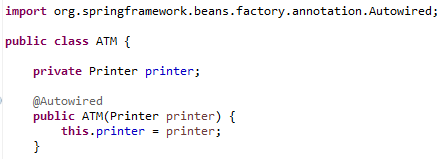 import org.springframework.beans.factory.annotation.Autowired;
public class ATM {
private Printer printer;
@Autowired
public ATM(Printer printer) {
this.printer = printer;
}